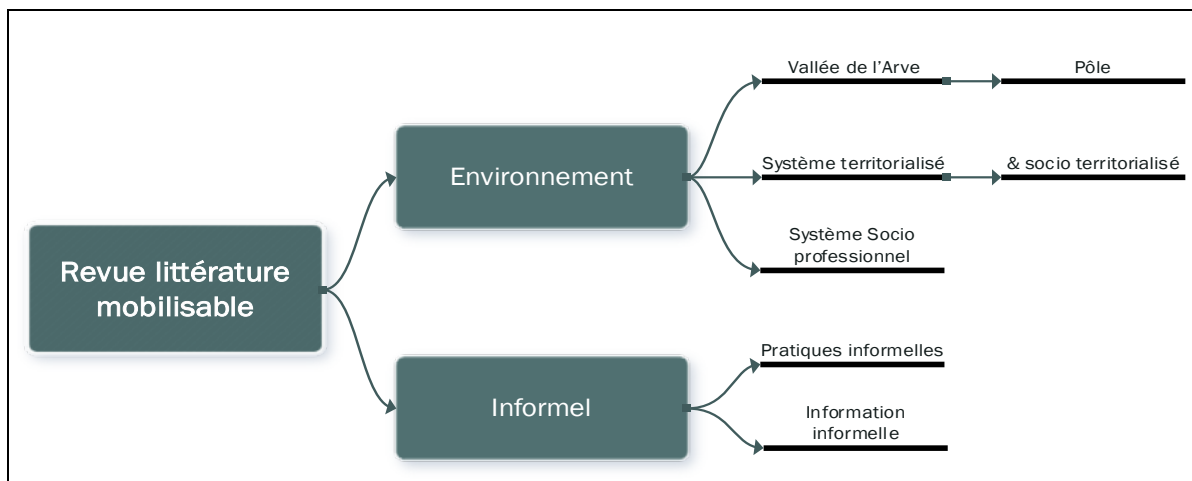 Vallée de l'Arve
Pôle
Environnement
Système territorialisé
& socio territorialisé
Système Socio
professionnel
Revue littérature
mobilisable
Pratiques informelles
Informel
Information
informelle